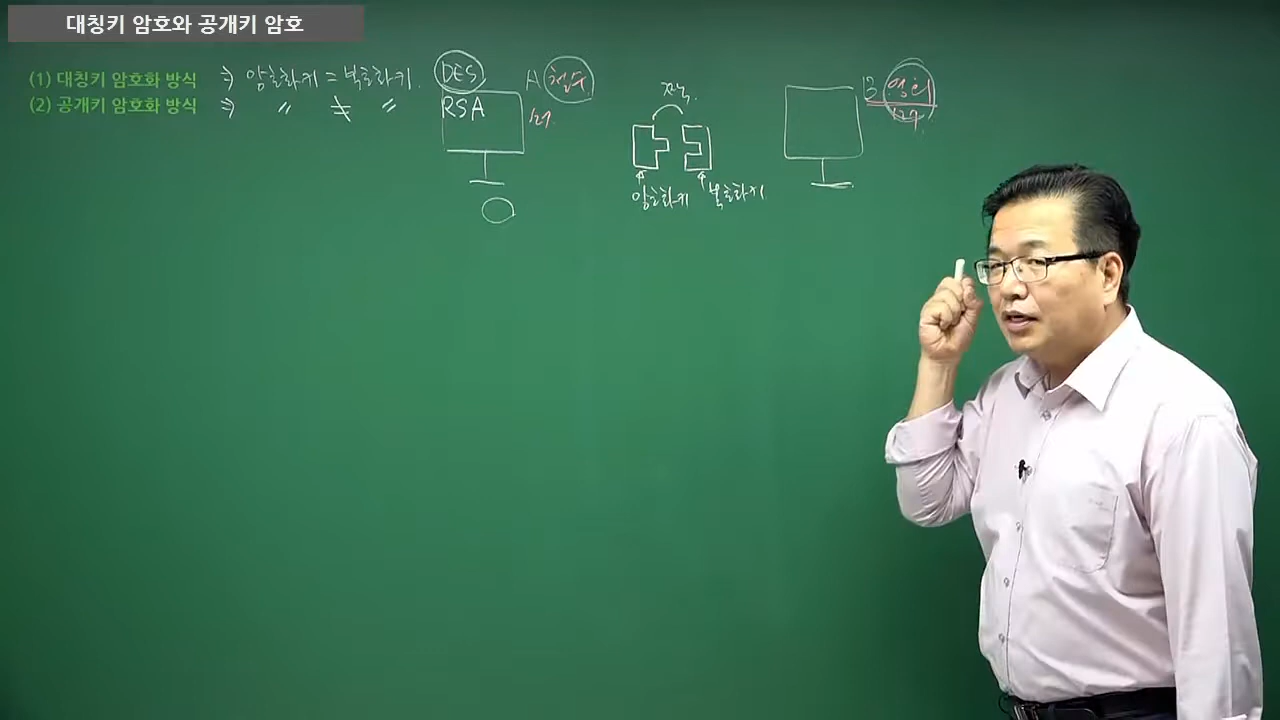 대칭키 암호와 공개키 암호
(1) 대칭키 암호화 방식 ⇒ 암호화키 = 복호화키. DES
(2) 공개키 암호화 방식 ⇒ 〃 ≠ 〃 RSA
A 철수
B 영희
암호화키 복호화키